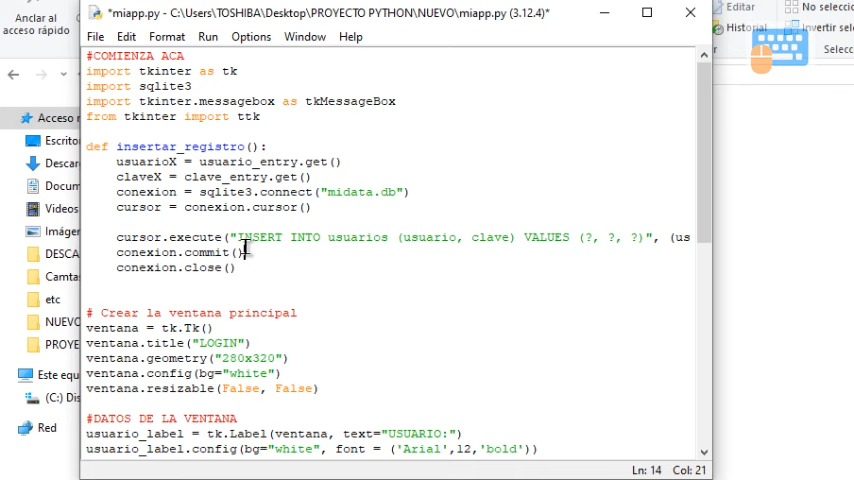 *miapp.py - C:\Users\TOSHIBA\Desktop\PROYECTO PYTHON\NUEVO\miapp.py (3.12.4)*
File Edit Format Run Options Window Help
Anclar al
acceso rápido
Editar
Historial
No selecci
Invertir sele
Selecc
Acceso r
Escrito
Descar
Docum
Videos
Imáge
DESCA
Camta
etc
NUEVO
PROYE
Este equ
(C:) Dis
Red
#COMIENZA ACA
import tkinter as tk
import sqlite3
import tkinter.messagebox as tkMessageBox
from tkinter import ttk
def insertar_registro():
usuarioX = usuario_entry.get()
claveX = clave_entry.get()
conexion = sqlite3.connect("midata.db")
cursor = conexion.cursor()
cursor.execute("INSERT INTO usuarios (usuario, clave) VALUES (?, ?, ?)", (us
conexion.commit()
conexion.close()
# Crear la ventana principal
ventana = tk.Tk()
ventana.title("LOGIN")
ventana.geometry("280x320")
ventana.config(bg="white")
ventana.resizable(False, False)
#DATOS DE LA VENTANA
usuario_label = tk.Label(ventana, text="USUARIO:")
usuario_label.config(bg="white", font = ('Arial',12,'bold'))
Ln: 14 Col: 21